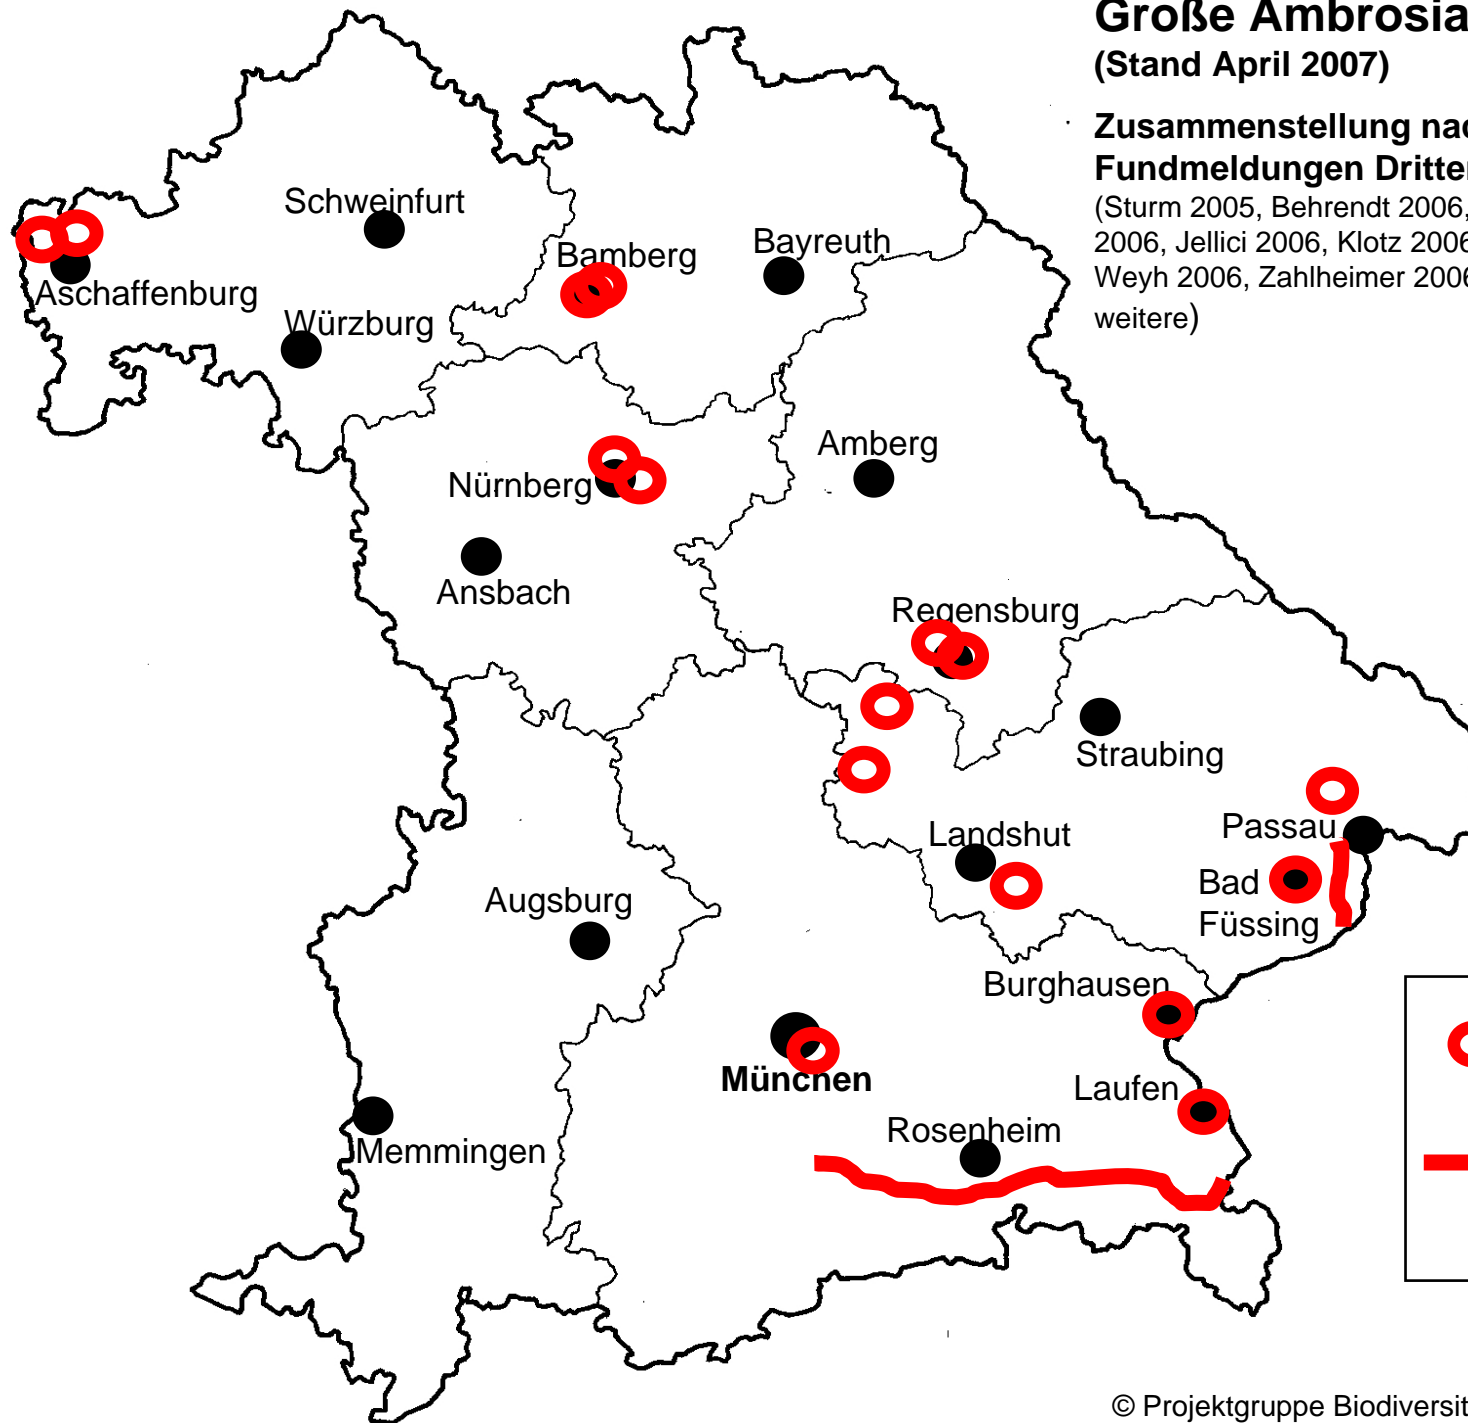 Große Ambrosia
(Stand April 2007)
Zusammenstellung nac
Fundmeldungen Dritter
(Sturm 2005, Behrendt 2006,
2006, Jellici 2006, Klotz 2006
Weyh 2006, Zahlheimer 2006
weitere)
Schweinfurt
Bamberg
Bayreuth
Aschaffenburg
Würzburg
Amberg
Nürnberg
Ansbach
Regensburg
Straubing
Passau
Landshut
Bad
Füssing
Augsburg
Burghausen
München
Laufen
Rosenheim
Memmingen
© Projektgruppe Biodiversit